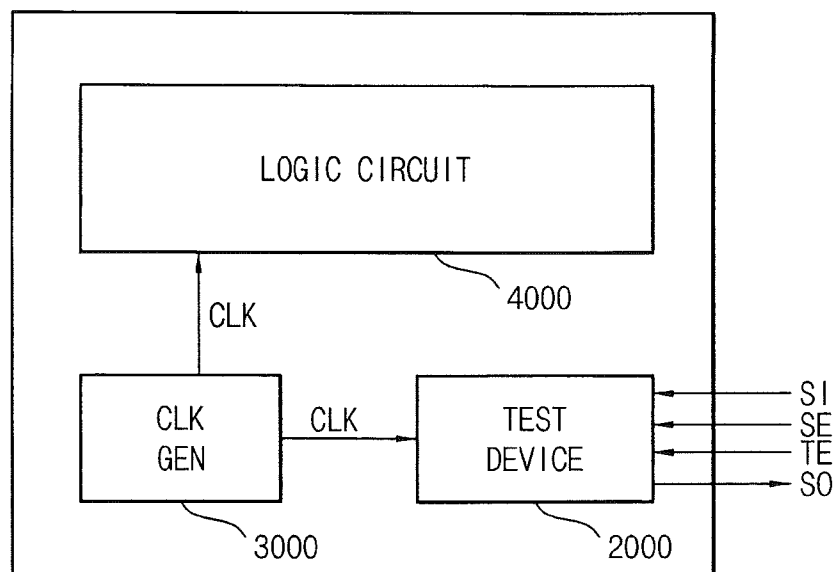 LOGIC CIRCUIT
4000
CLK
CLK
GEN
CLK
TEST
DEVICE
SI
SE
TE
SO
3000
2000